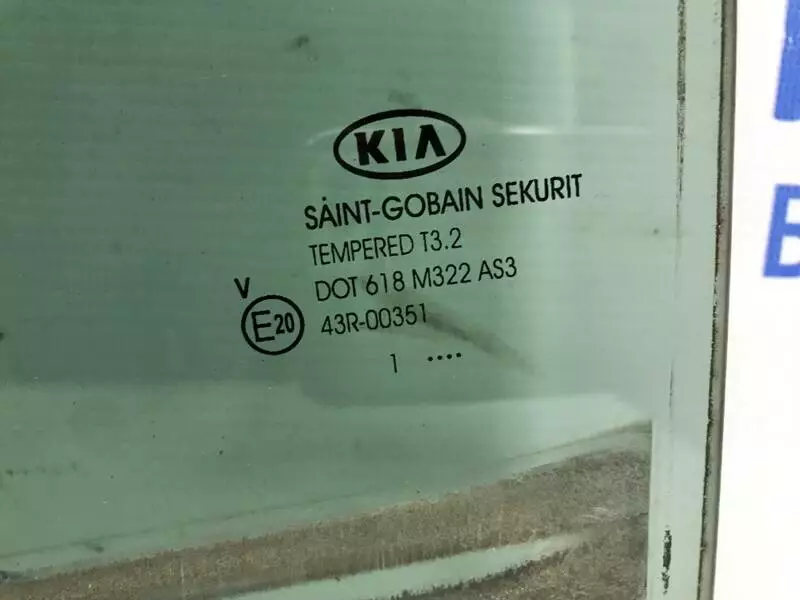 KIA
SAINT-GOBAIN SEKURIT
TEMPERED T3.2
DOT 618 M322 AS3
V
E20 43R-00351
1 ....
B